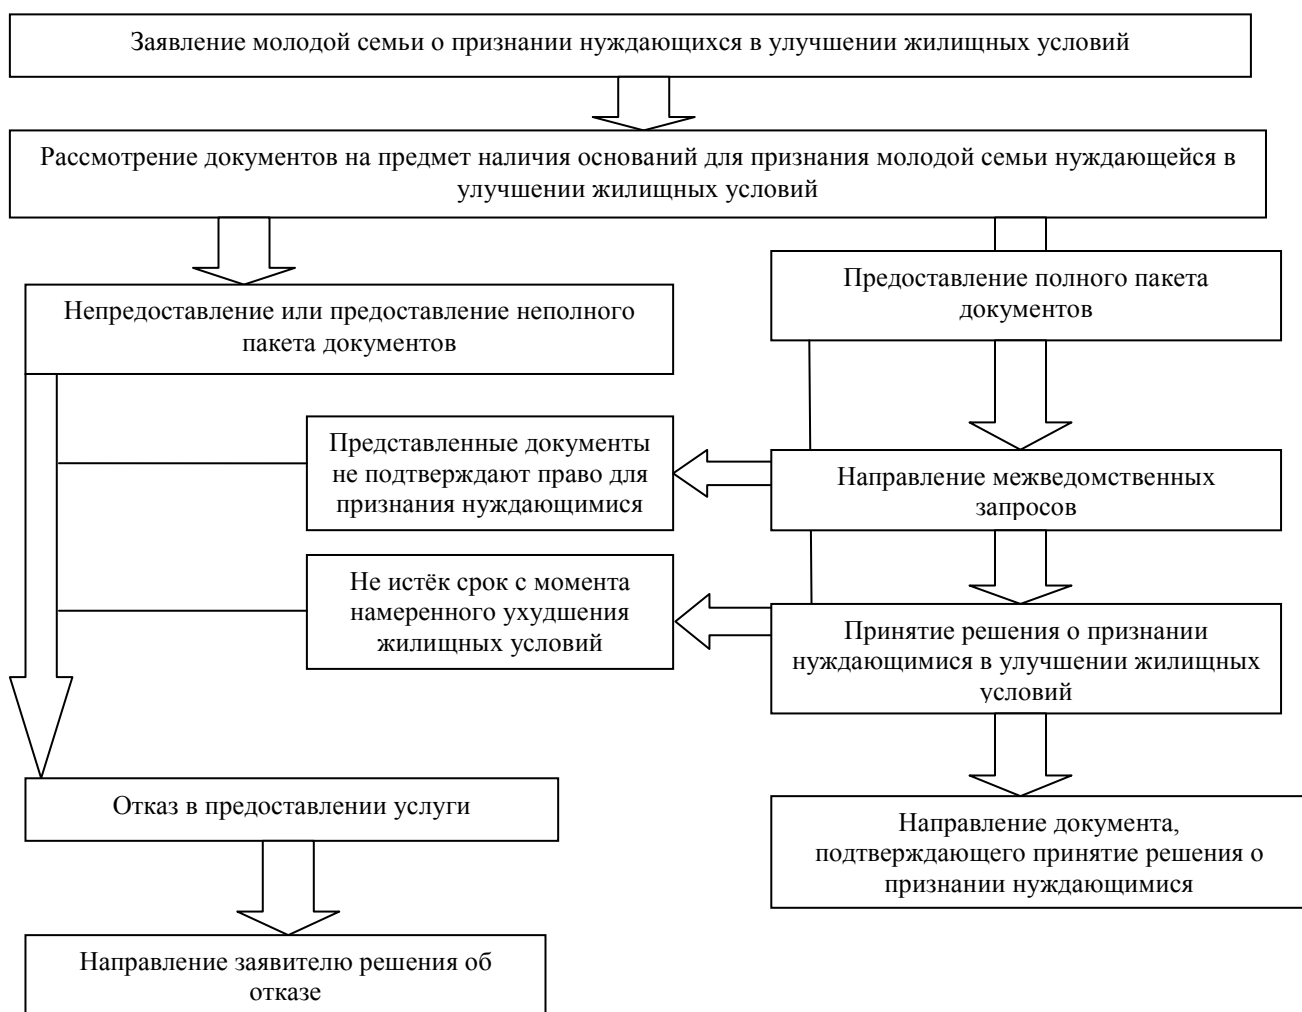 Заявление молодой семьи о признании нуждающихся в улучшении жилищных условий
Рассмотрение документов на предмет наличия оснований для признания молодой семьи нуждающейся в
улучшении жилищных условий
Непредоставление или предоставление неполного
пакета документов
Предоставление полного пакета
документов
Представленные документы
не подтверждают право для
признания нуждающимися
Направление межведомственных
запросов
Не истёк срок с момента
намеренного ухудшения
жилищных условий
Принятие решения о признании
нуждающимися в улучшении жилищных
условий
Отказ в предоставлении услуги
Направление документа,
подтверждающего принятие решения о
признании нуждающимися
Направление заявителю решения об
отказе